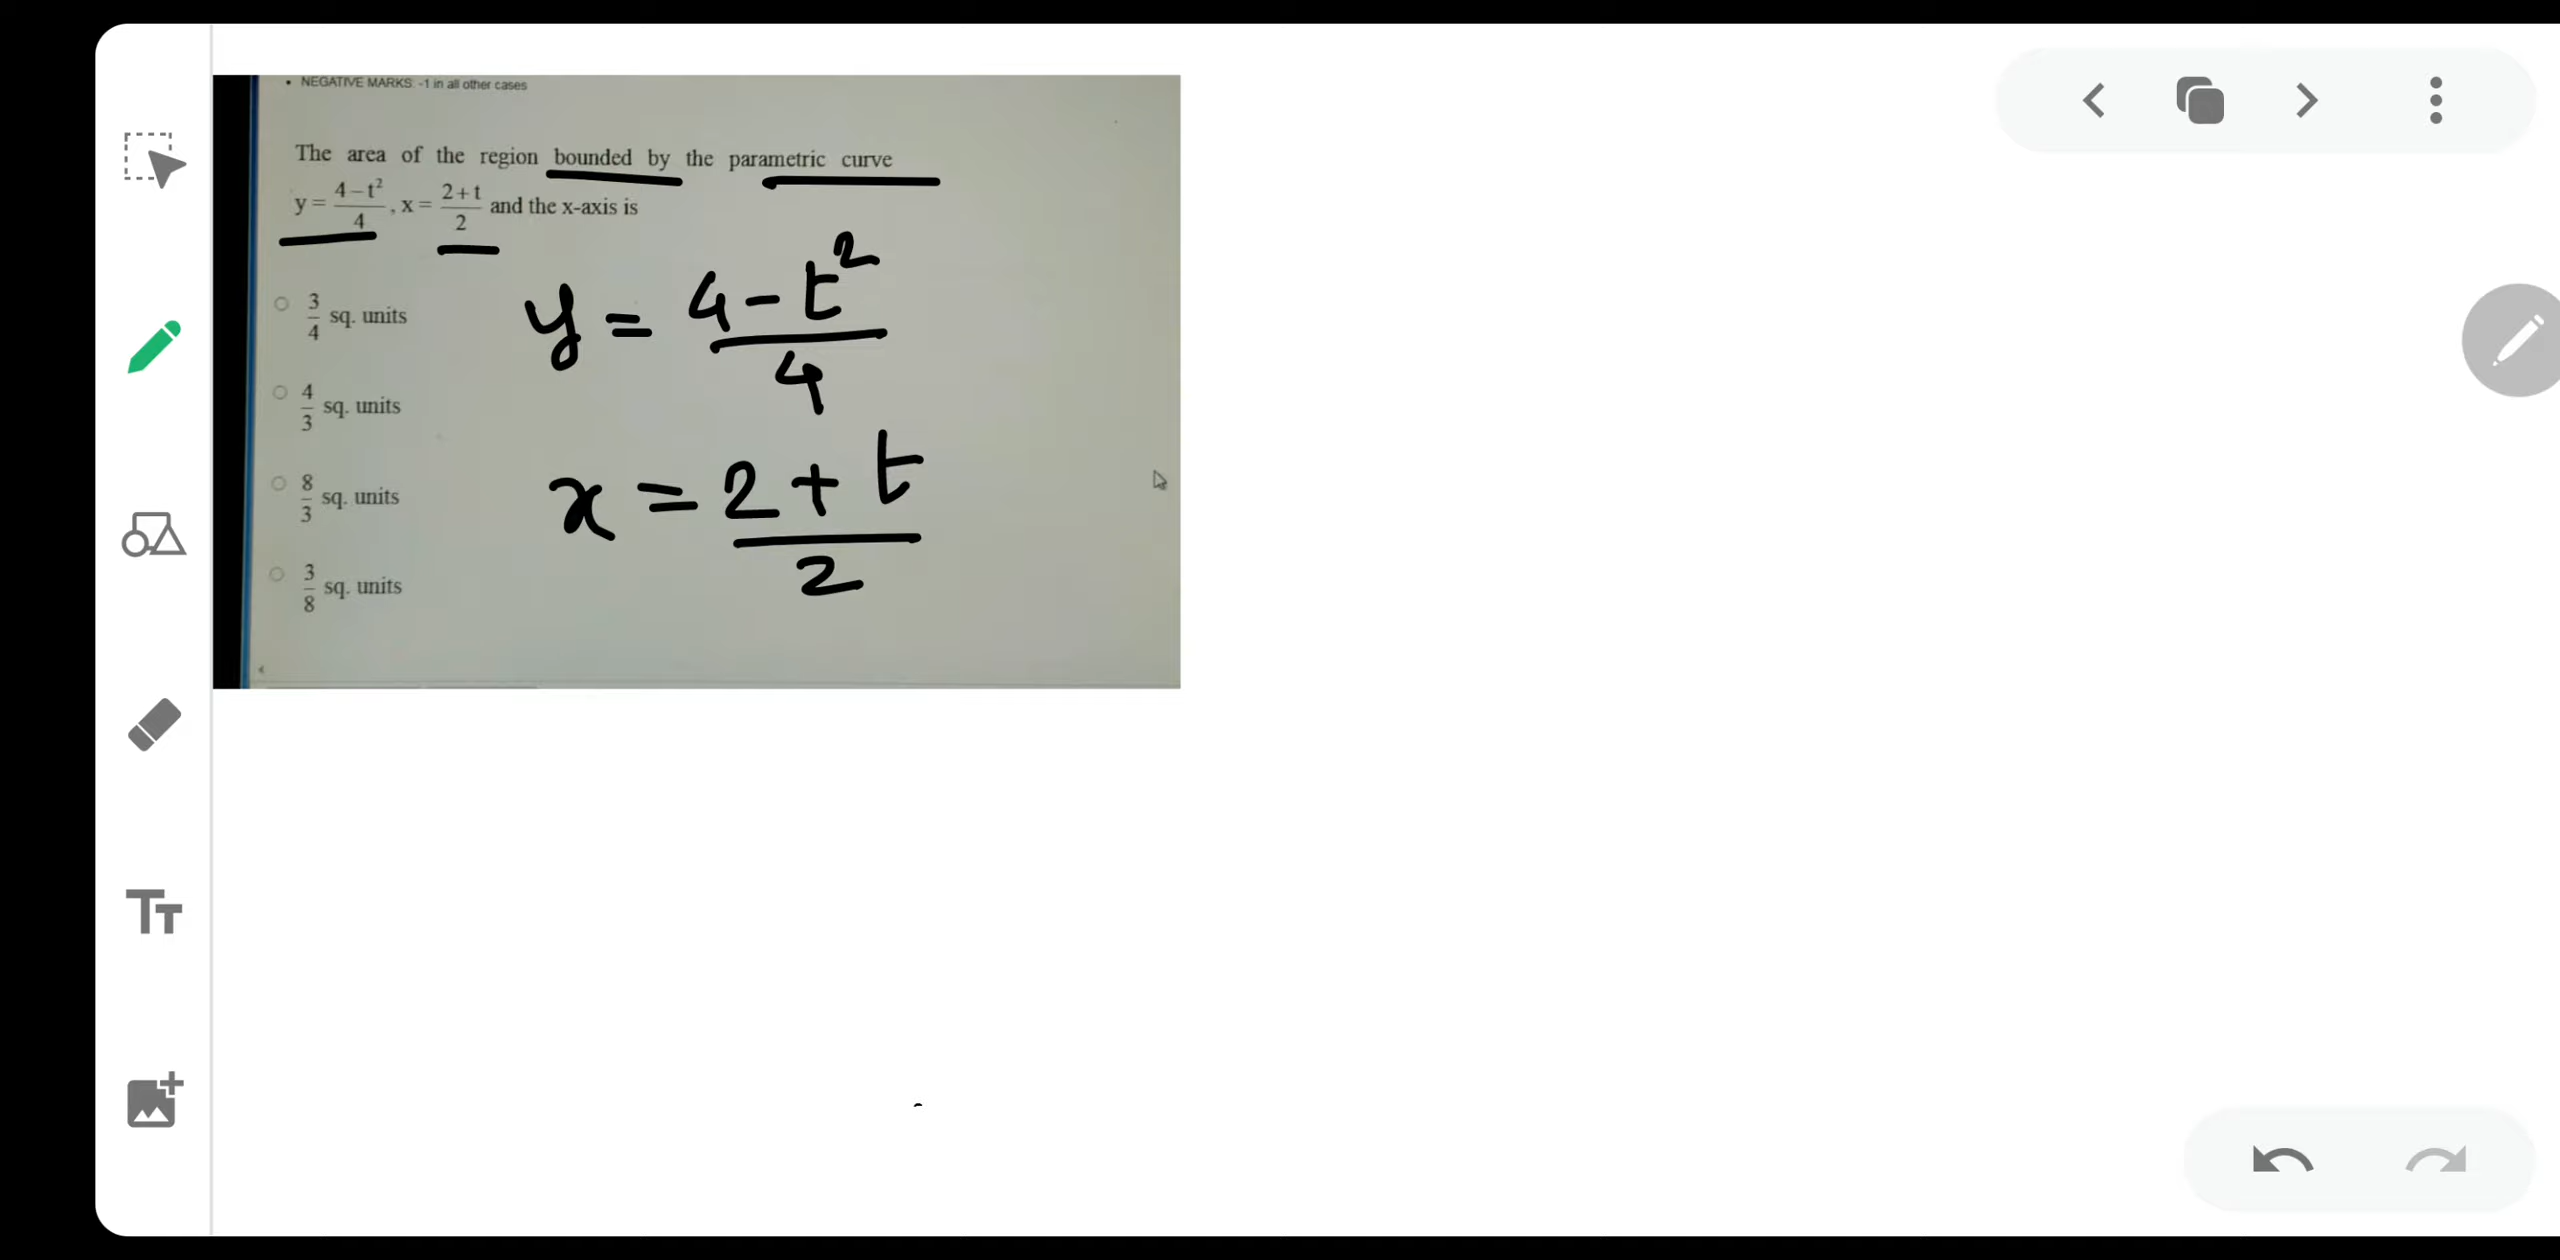 • NEGATIVE MARKS: -1 in all other cases
The area of the region bounded by the parametric curve
y = (4 − t²)/4 , x = (2 + t)/2 and the x-axis is
3/4 sq. units
4/3 sq. units
8/3 sq. units
3/8 sq. units
y = (4 − t²)/4
x = (2 + t)/2
Tт